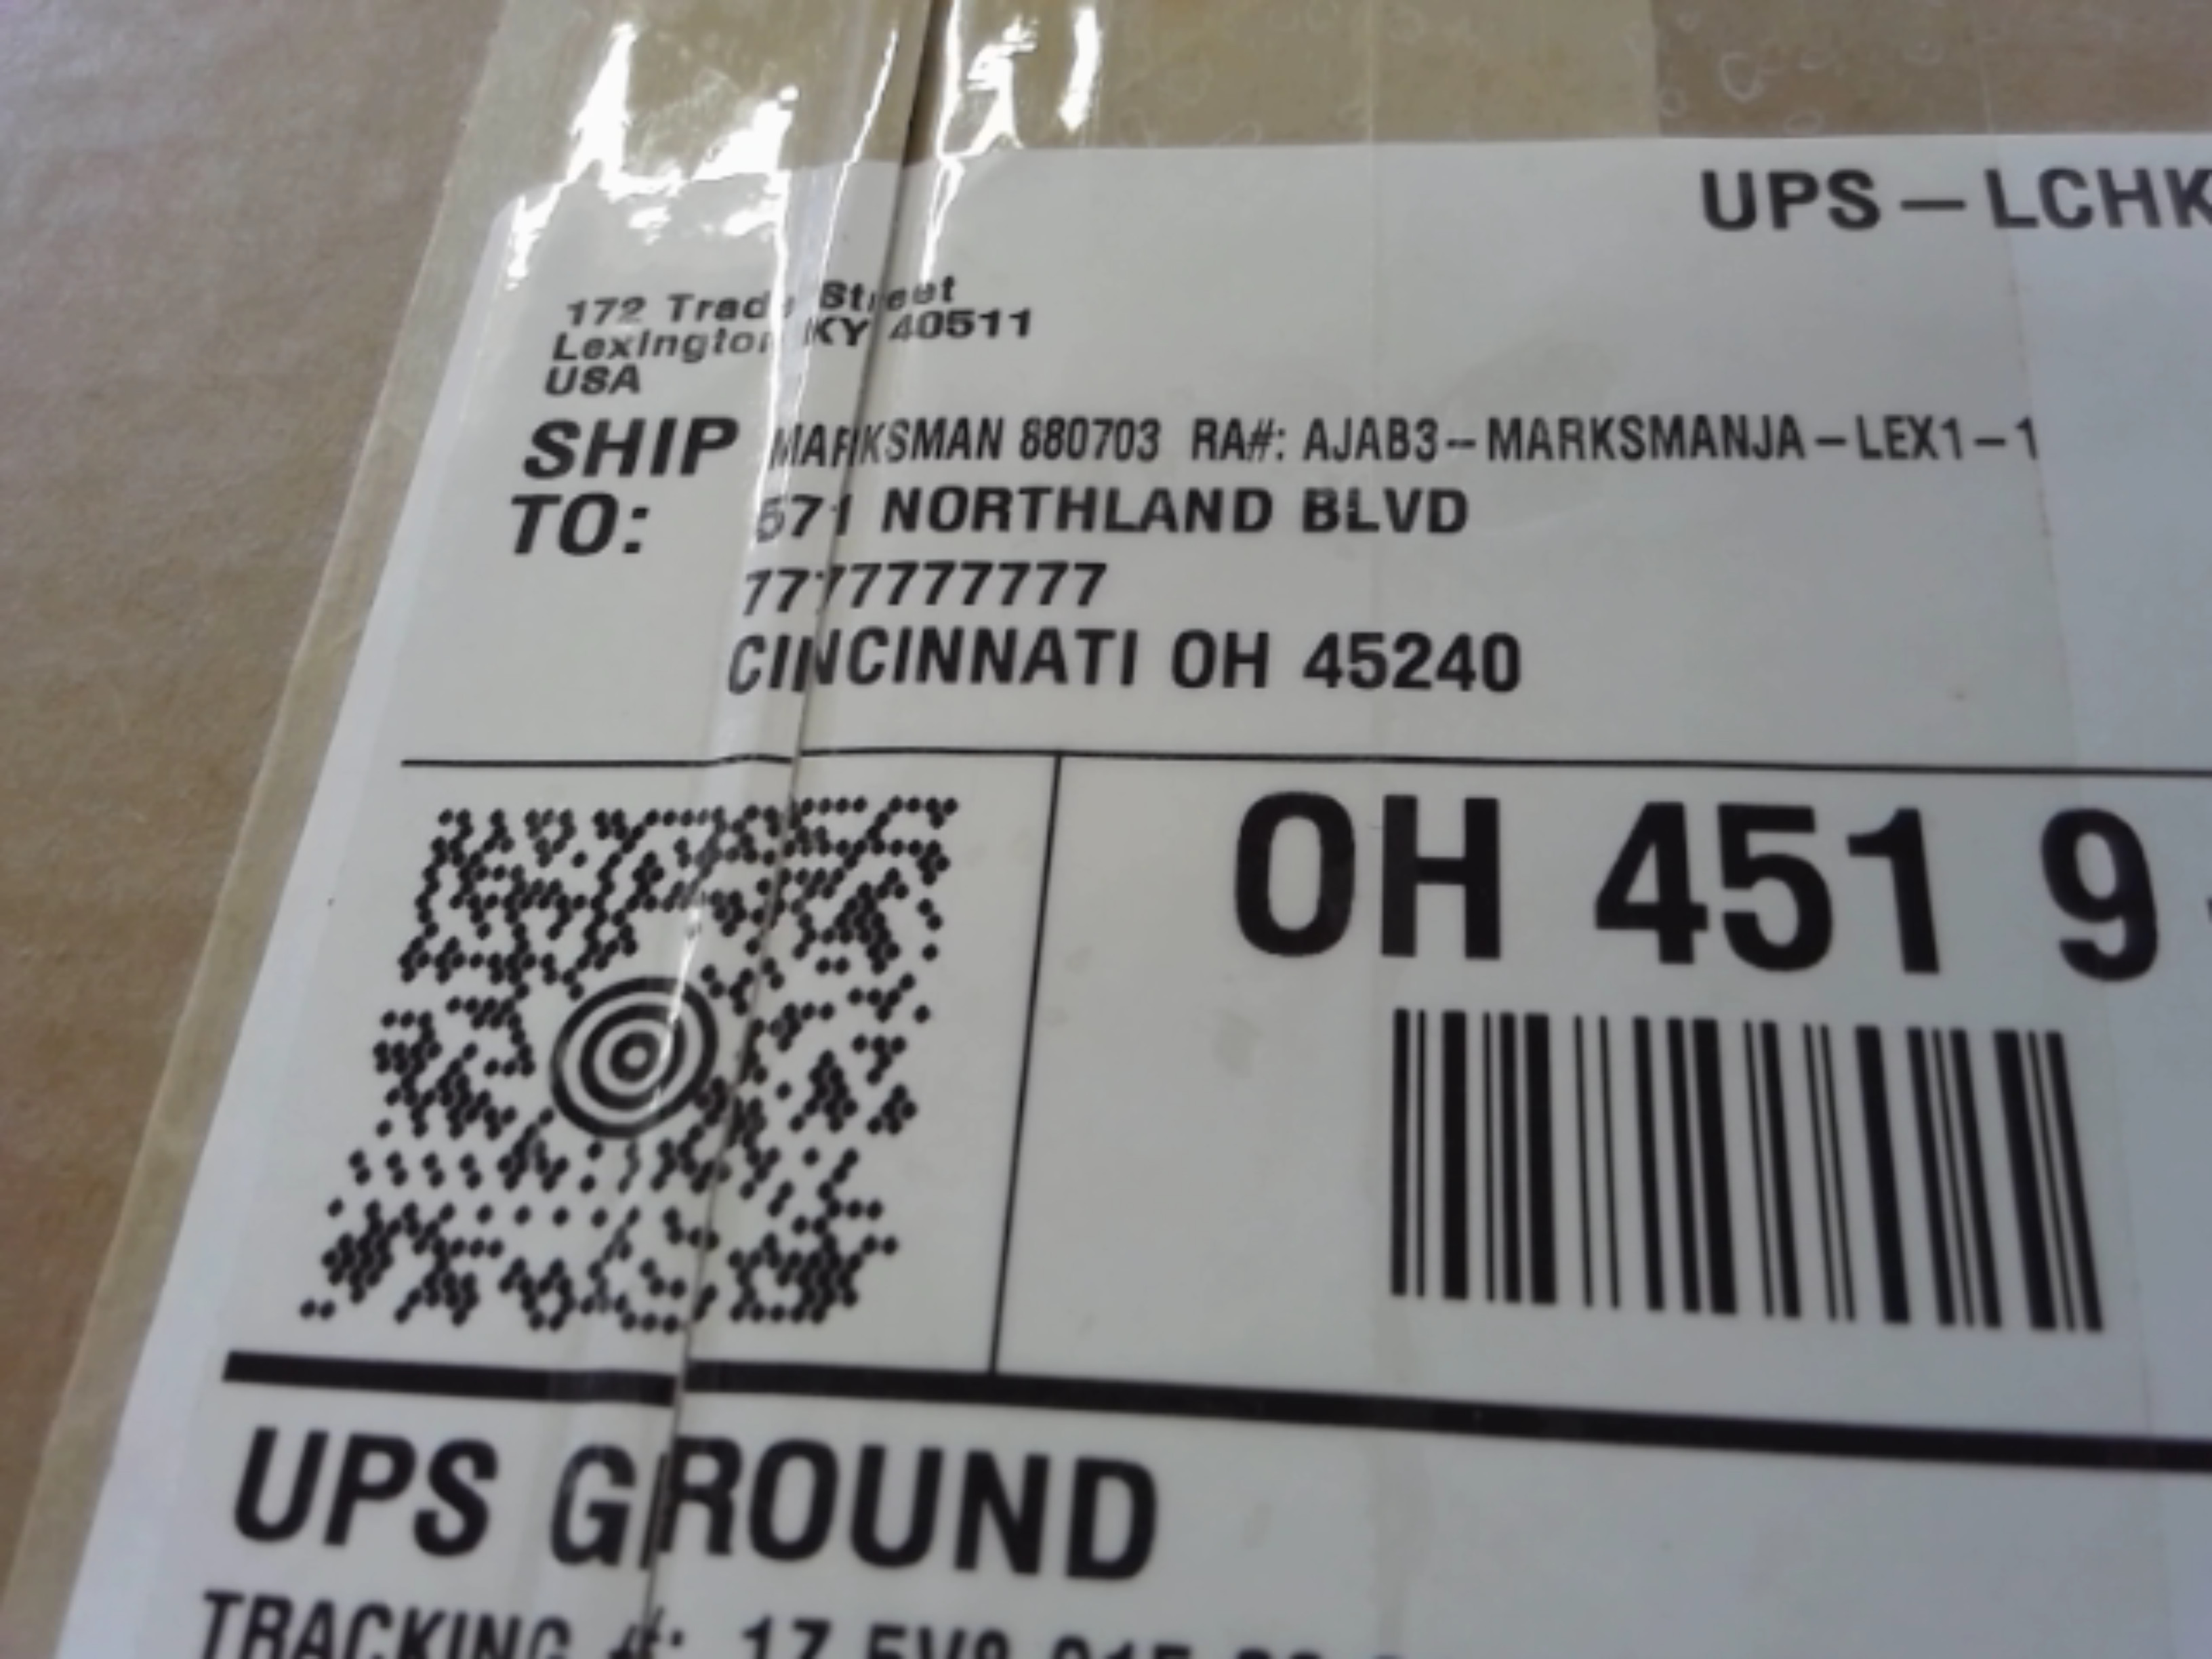 UPS – LCHK
172 Trade Street
Lexington KY 40511
USA
SHIP TO:
MARKSMAN 880703 RA#: AJAB3–MARKSMANJA–LEX1–1
571 NORTHLAND BLVD
7777777777
CINCINNATI OH 45240
OH 451 9
UPS GROUND
TRACKING #: